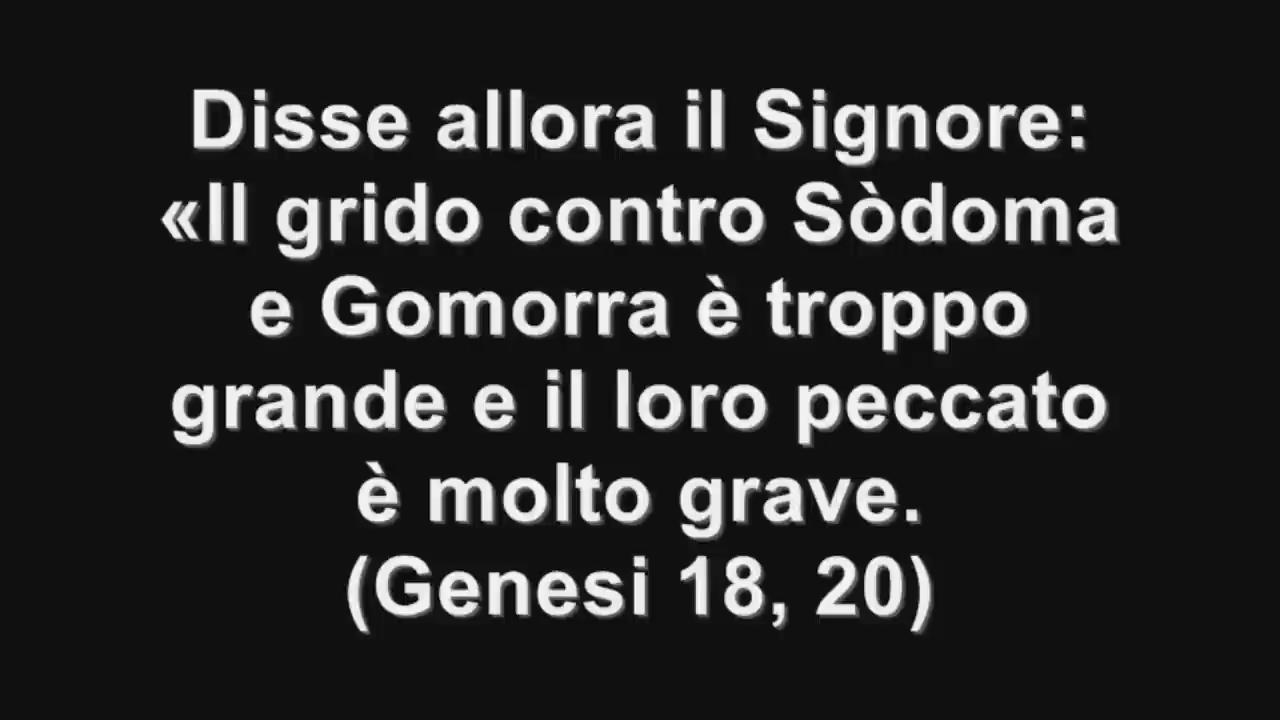 Disse allora il Signore:
«Il grido contro Sòdoma
e Gomorra è troppo
grande e il loro peccato
è molto grave.
(Genesi 18, 20)